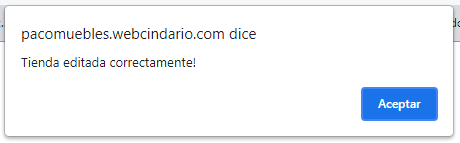 pacomuebles.webcindario.com dice
Tienda editada correctamente!
Aceptar